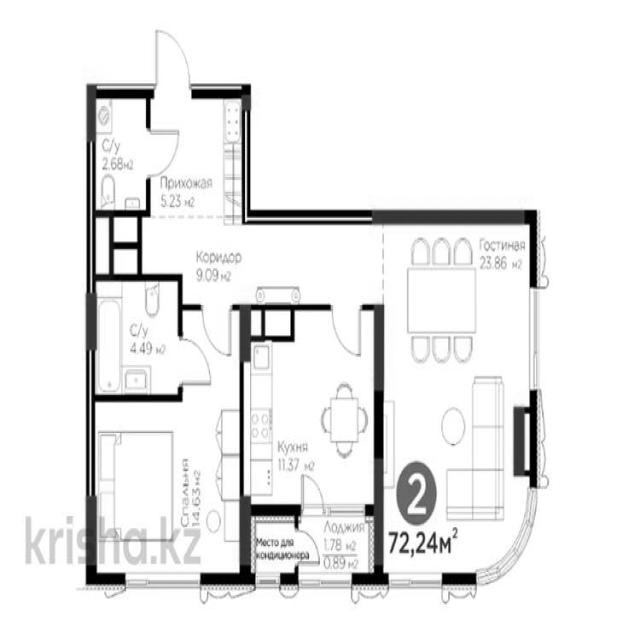 С/у
2.68 м2
Прихожая
5.23 м2
Коридор
9.09 м2
Гостиная
23.86 м2
С/у
4.49 м2
Кухня
11.37 м2
Спальня
14.63 м2
2
72,24м²
Лоджия
1.78 м2
0.89 м2
Место для
кондиционера
krisha.kz